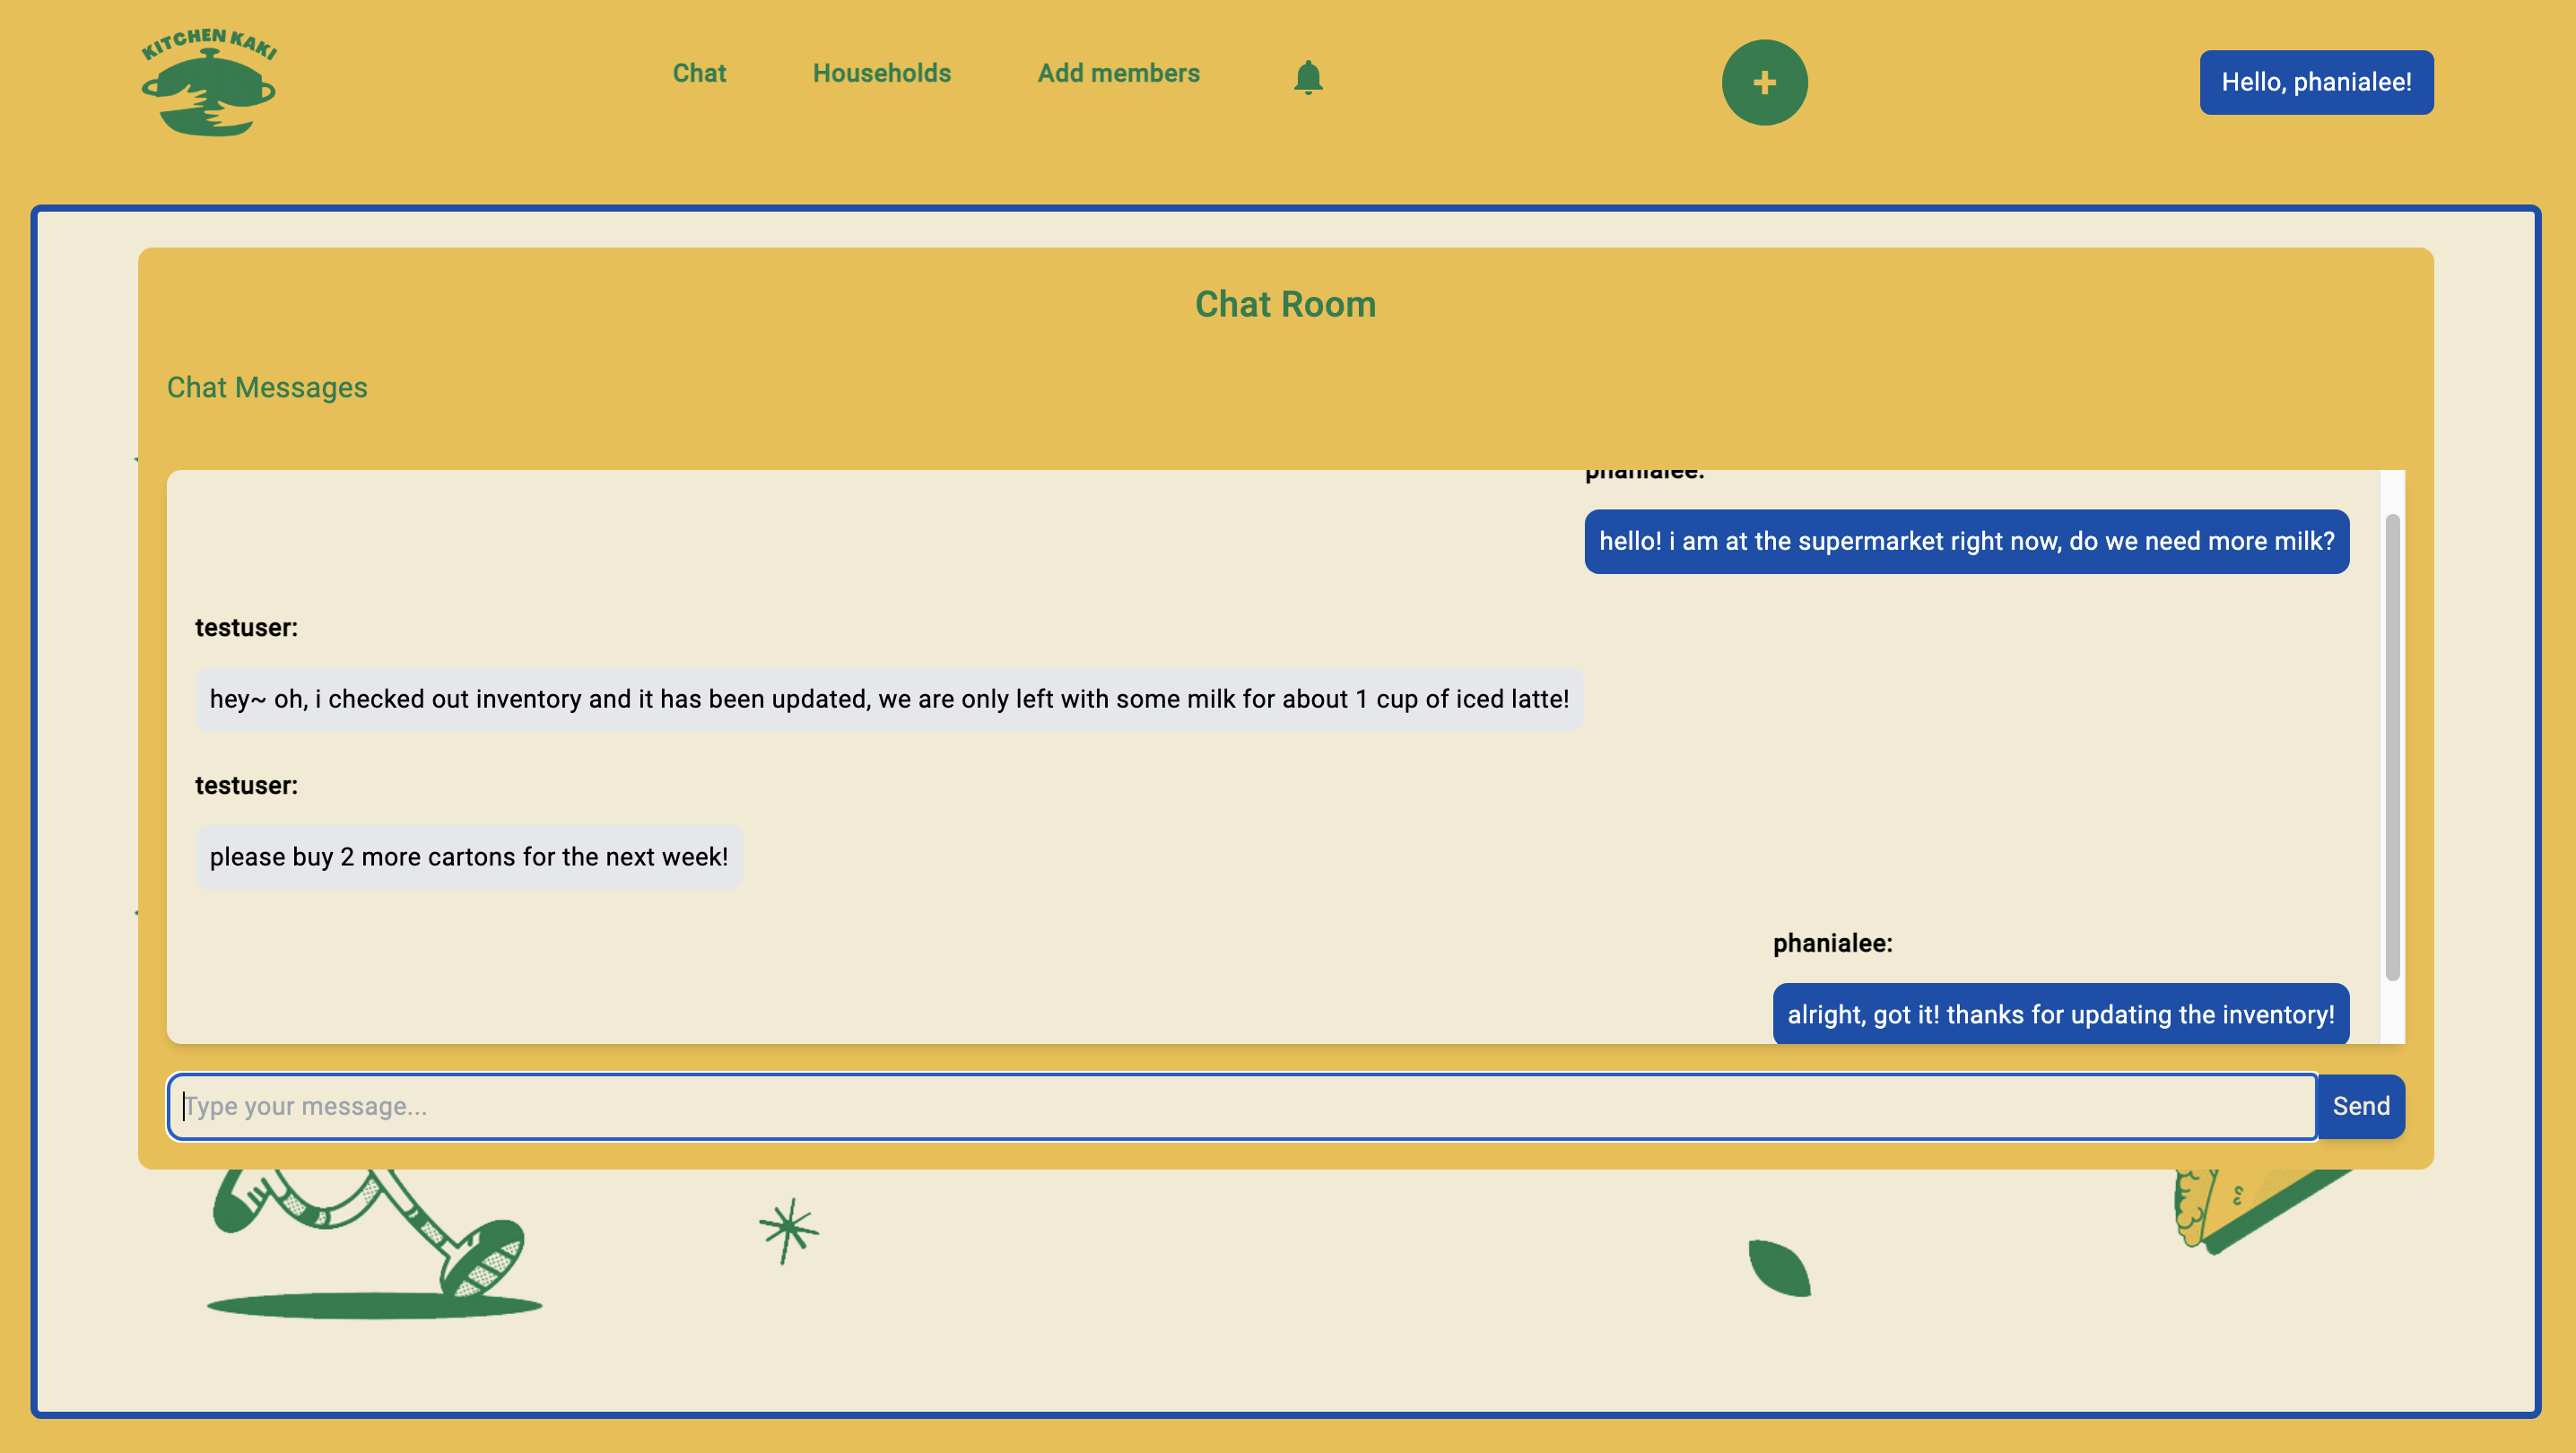 KITCHEN KAKI
Chat
Households
Add members
+
Hello, phanialee!
Chat Room
Chat Messages
phanialee:
hello! i am at the supermarket right now, do we need more milk?
testuser:
hey~ oh, i checked out inventory and it has been updated, we are only left with some milk for about 1 cup of iced latte!
testuser:
please buy 2 more cartons for the next week!
phanialee:
alright, got it! thanks for updating the inventory!
Type your message...
Send